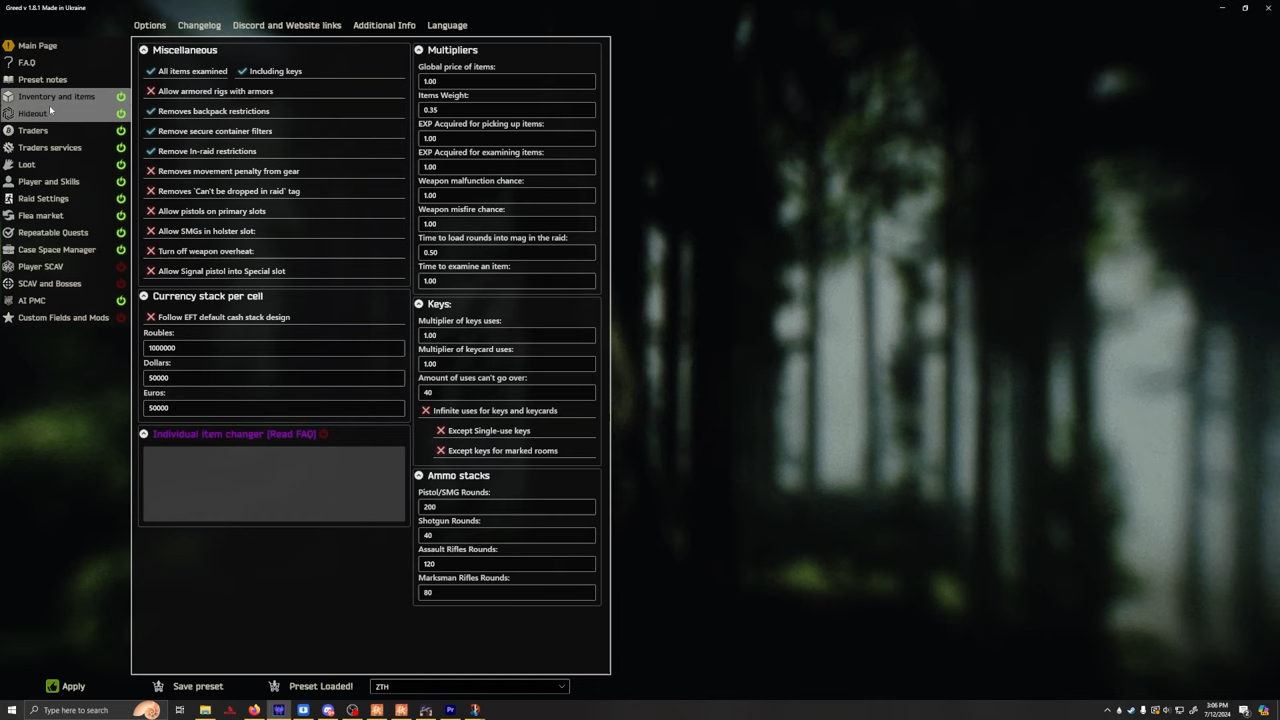 Greed v 1.8.1 Made in Ukraine
Options Changelog Discord and Website links Additional Info Language
Main Page
F.A.Q
Preset notes
Inventory and items
Hideout
Traders
Traders services
Loot
Player and Skills
Raid Settings
Flea market
Repeatable Quests
Case Space Manager
Player SCAV
SCAV and Bosses
AI PMC
Custom Fields and Mods
Miscellaneous
All items examined Including keys
Allow armored rigs with armors
Removes backpack restrictions
Remove secure container filters
Remove In-raid restrictions
Removes movement penalty from gear
Removes `Can't be dropped in raid` tag
Allow pistols on primary slots
Allow SMGs in holster slot:
Turn off weapon overheat:
Allow Signal pistol into Special slot
Currency stack per cell
Follow EFT default cash stack design
Roubles:
1000000
Dollars:
50000
Euros:
50000
Individual item changer (Read FAQ)
Multipliers
Global price of items:
1.00
Items Weight:
0.35
EXP Acquired for picking up items:
1.00
EXP Acquired for examining items:
1.00
Weapon malfunction chance:
1.00
Weapon misfire chance:
1.00
Time to load rounds into mag in the raid:
0.50
Time to examine an item:
1.00
Keys:
Multiplier of keys uses:
1.00
Multiplier of keycard uses:
1.00
Amount of uses can't go over:
40
Infinite uses for keys and keycards
Except Single-use keys
Except keys for marked rooms
Ammo stacks
Pistol/SMG Rounds:
200
Shotgun Rounds:
40
Assault Rifles Rounds:
120
Marksman Rifles Rounds:
80
Apply Save preset Preset Loaded! ZTH
Type here to search
3:06 PM
7/12/2024